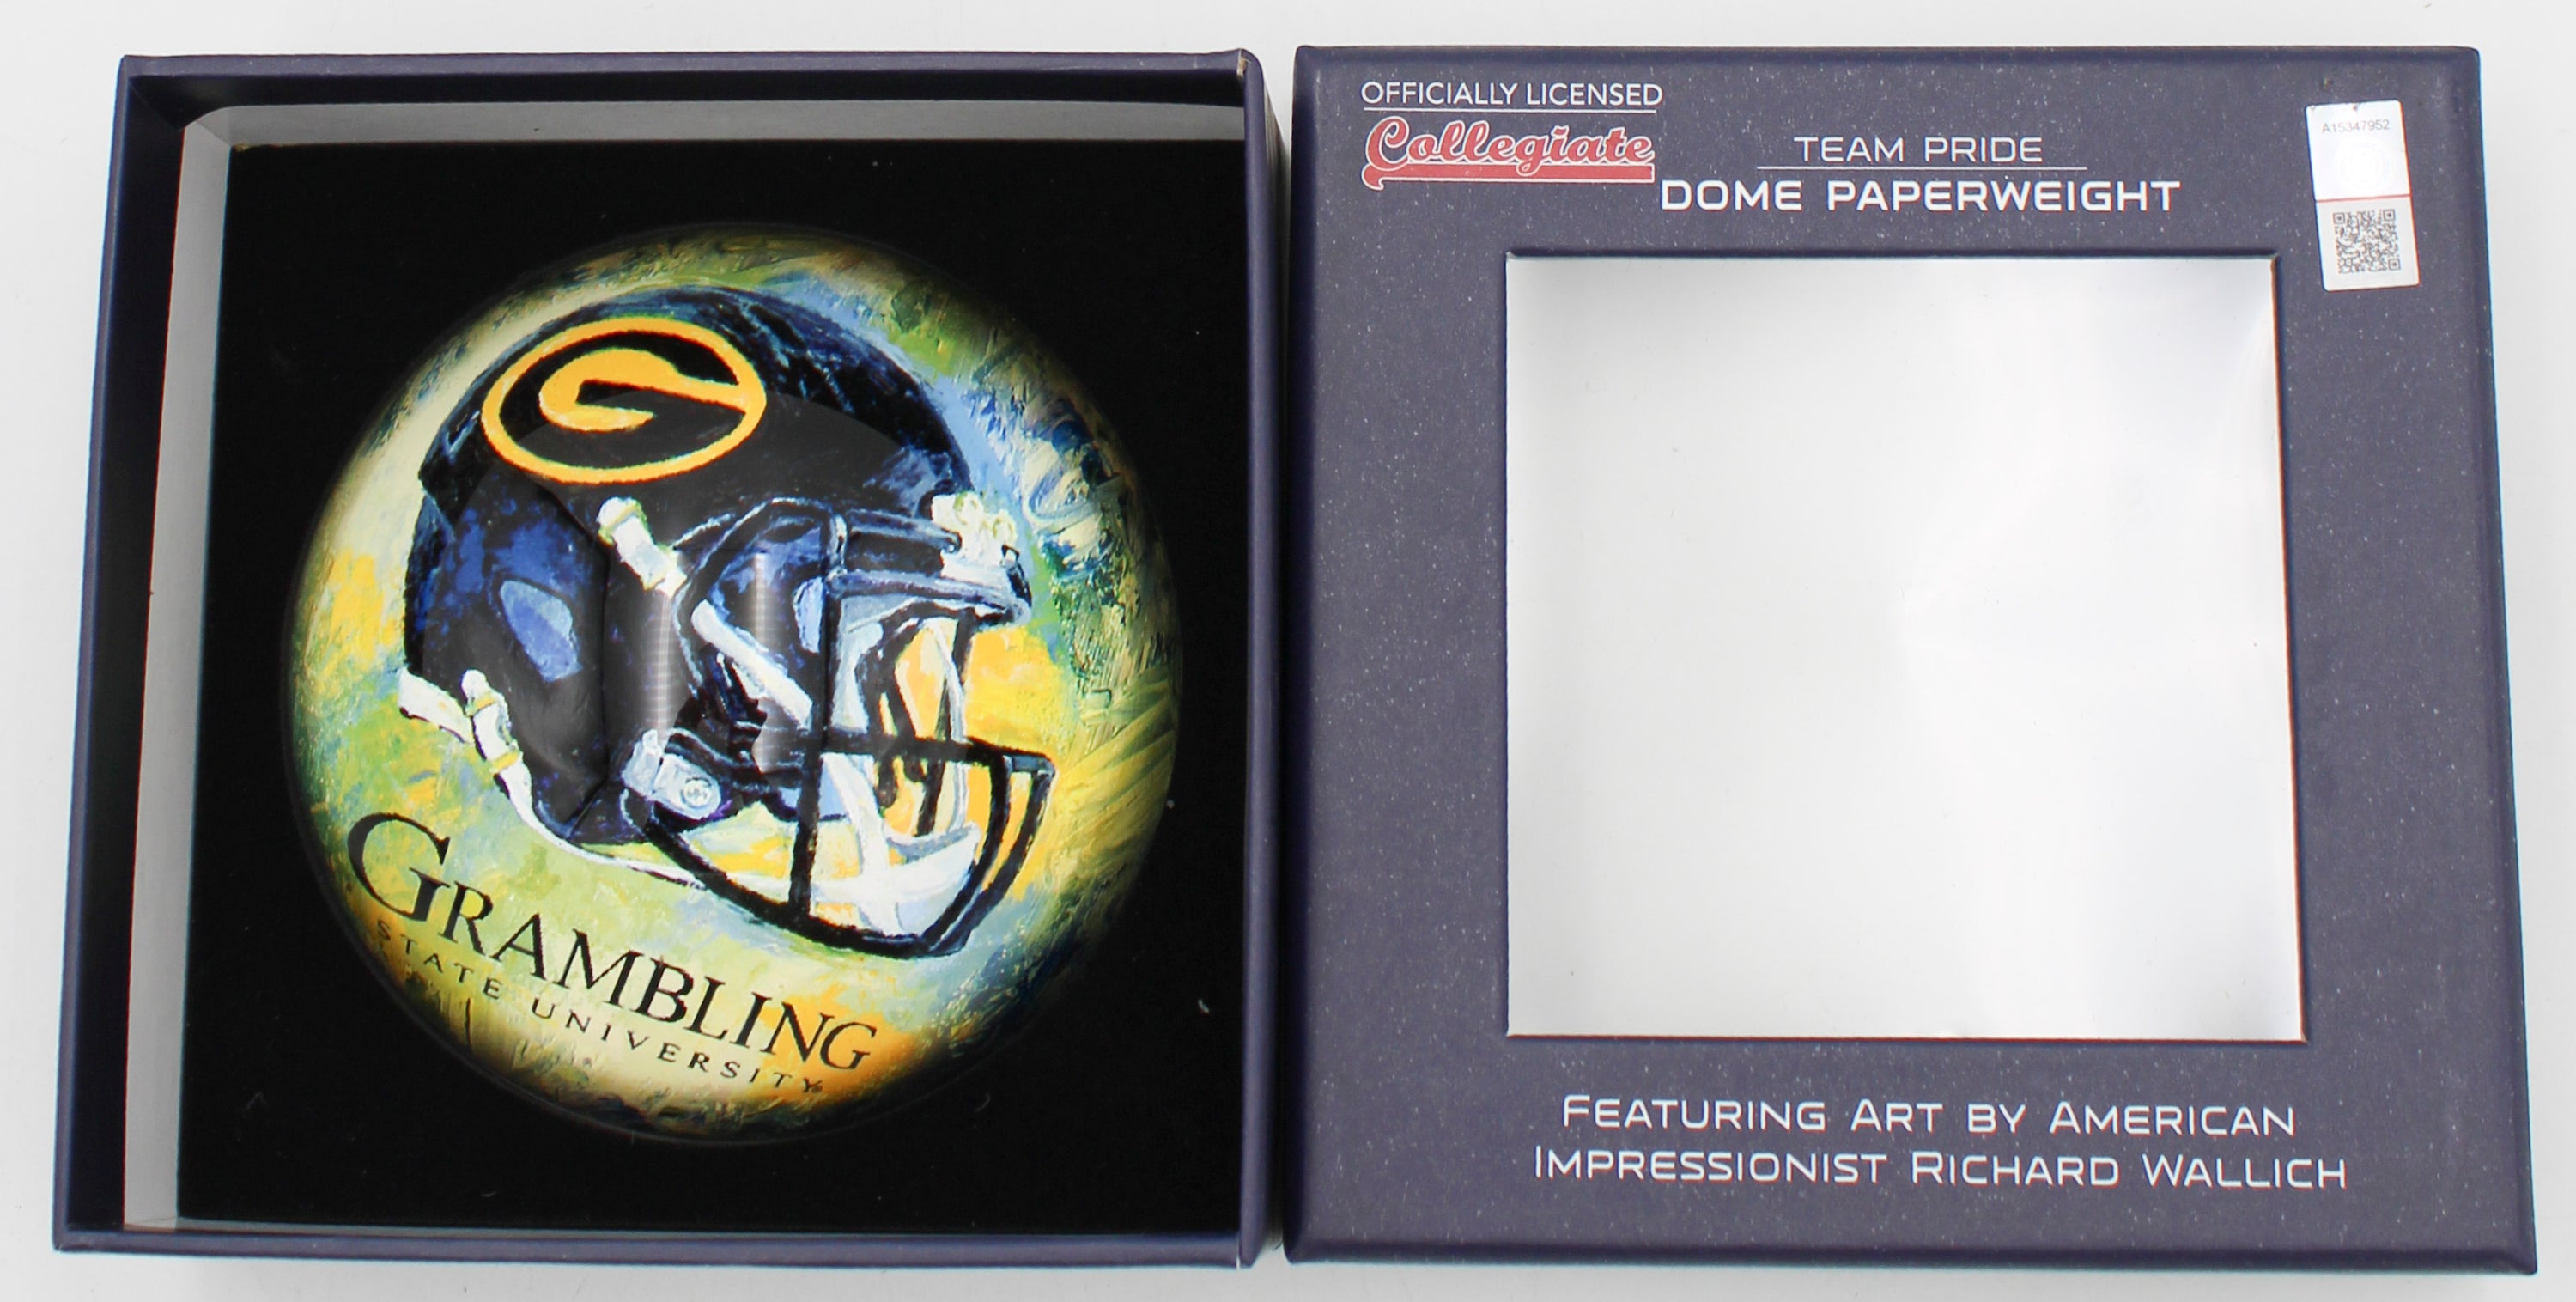 G
GRAMBLING
STATE UNIVERSITY
OFFICIALLY LICENSED
Collegiate
TEAM PRIDE
DOME PAPERWEIGHT
A15347952
FEATURING ART BY AMERICAN
IMPRESSIONIST RICHARD WALLICH